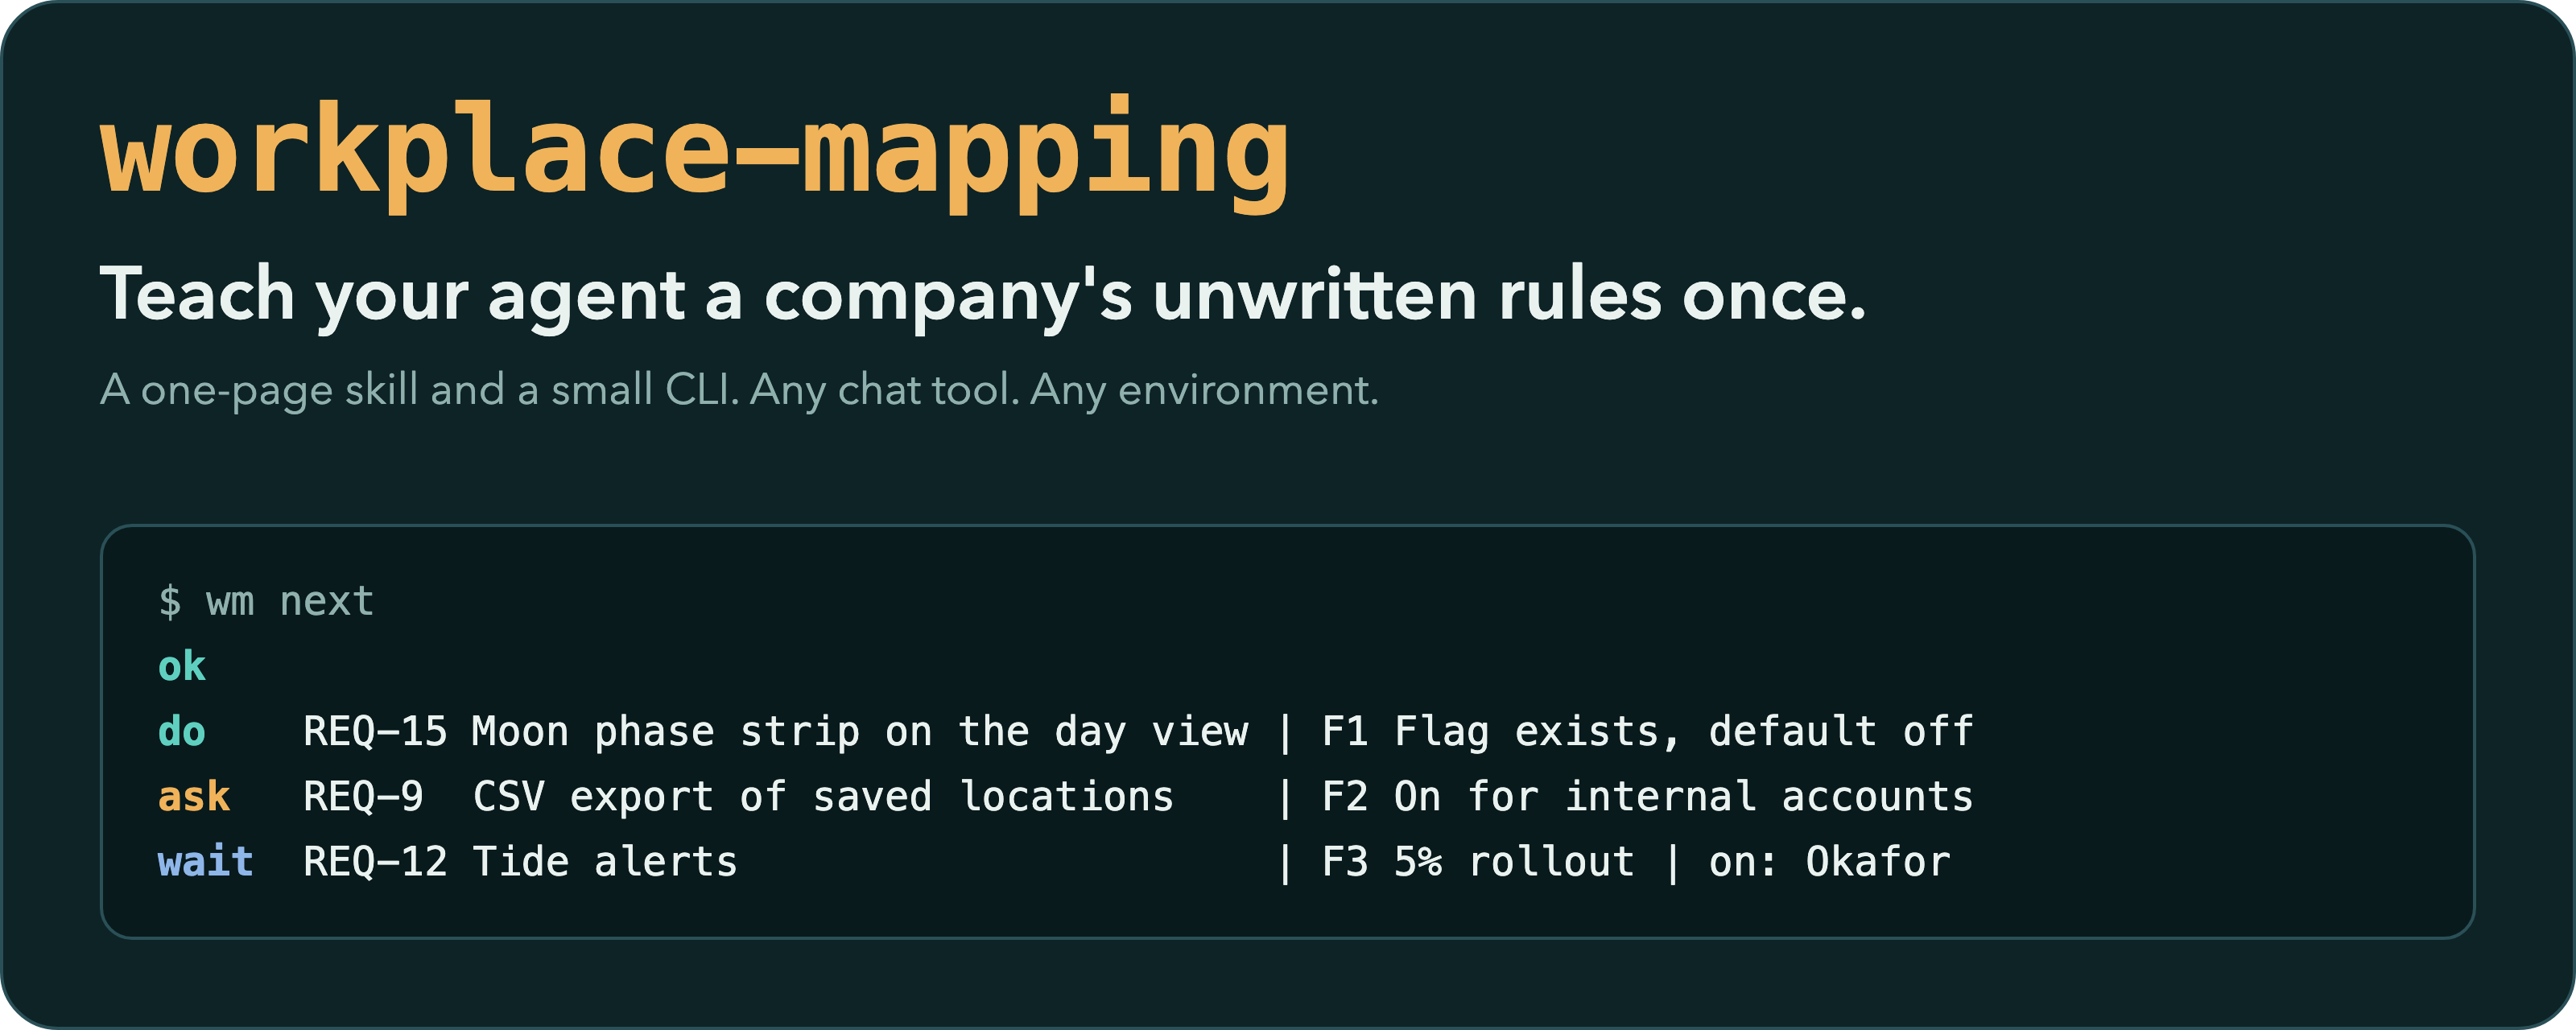 workplace-mapping
Teach your agent a company's unwritten rules once.
A one-page skill and a small CLI. Any chat tool. Any environment.
$ wm next
ok
do    REQ-15 Moon phase strip on the day view | F1 Flag exists, default off
ask   REQ-9  CSV export of saved locations    | F2 On for internal accounts
wait  REQ-12 Tide alerts                      | F3 5% rollout | on: Okafor